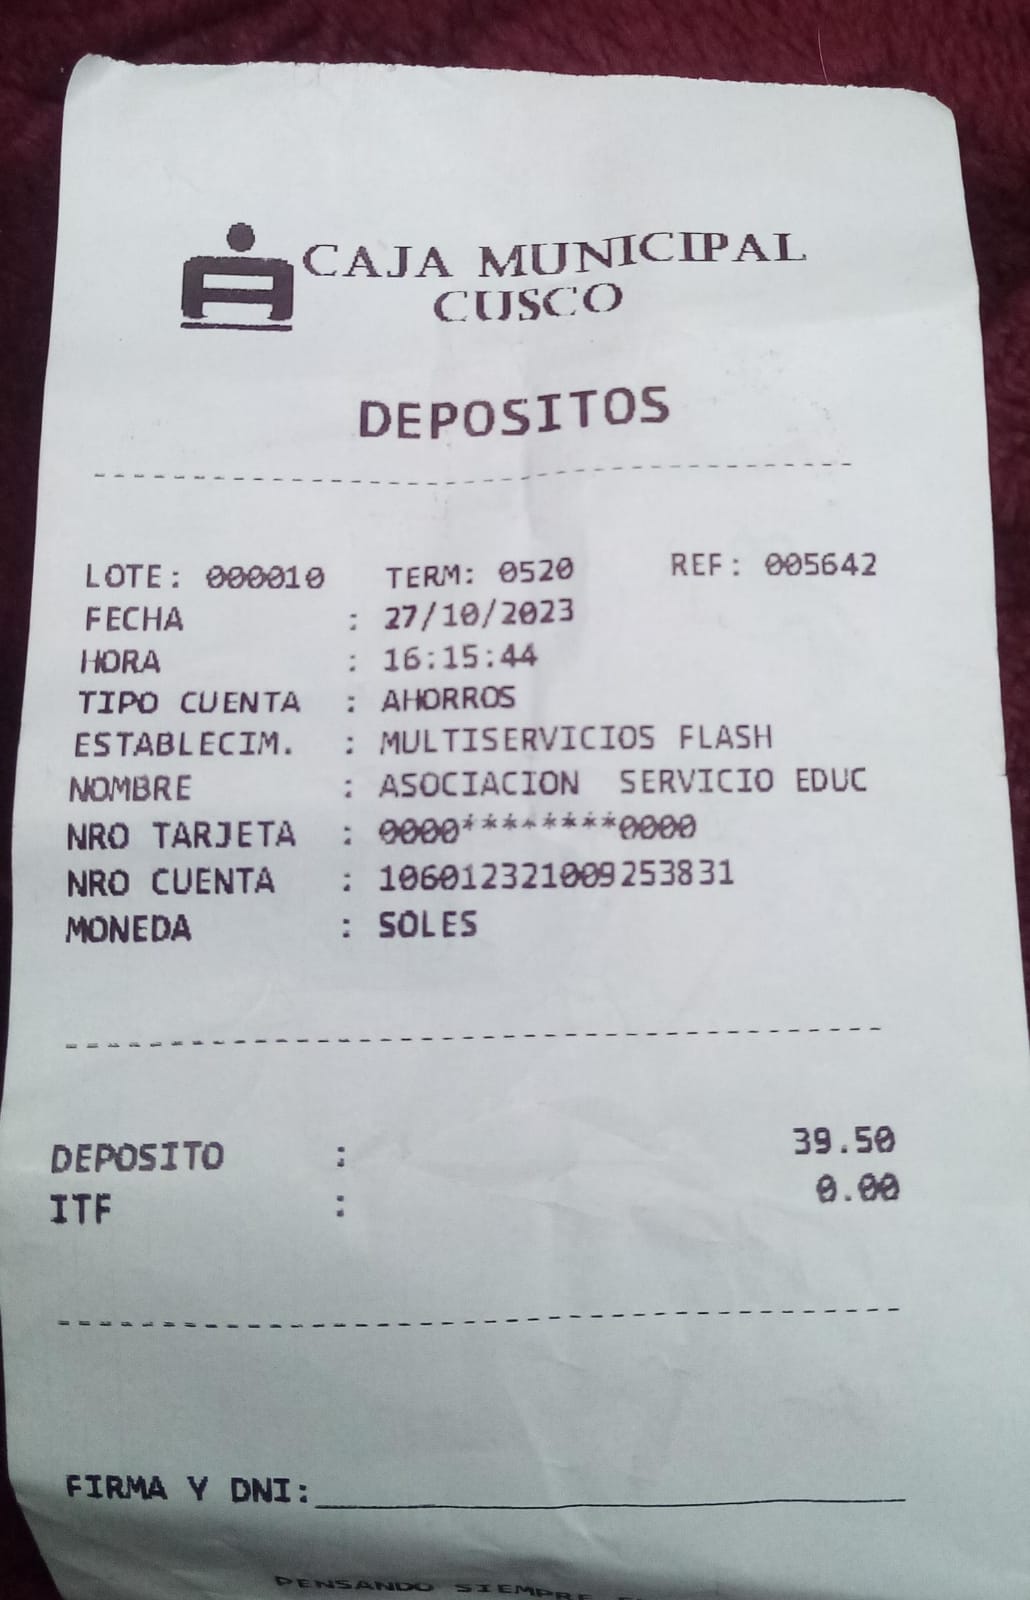 CAJA MUNICIPAL
CUSCO
DEPOSITOS
LOTE: 000010 TERM: 0520 REF: 005642
FECHA : 27/10/2023
HORA : 16:15:44
TIPO CUENTA : AHORROS
ESTABLECIM. : MULTISERVICIOS FLASH
NOMBRE : ASOCIACION SERVICIO EDUC
NRO TARJETA : 0000********0000
NRO CUENTA : 106012321009253831
MONEDA : SOLES
DEPOSITO : 39.50
ITF : 0.00
FIRMA Y DNI:
PENSANDO SIEMPRE